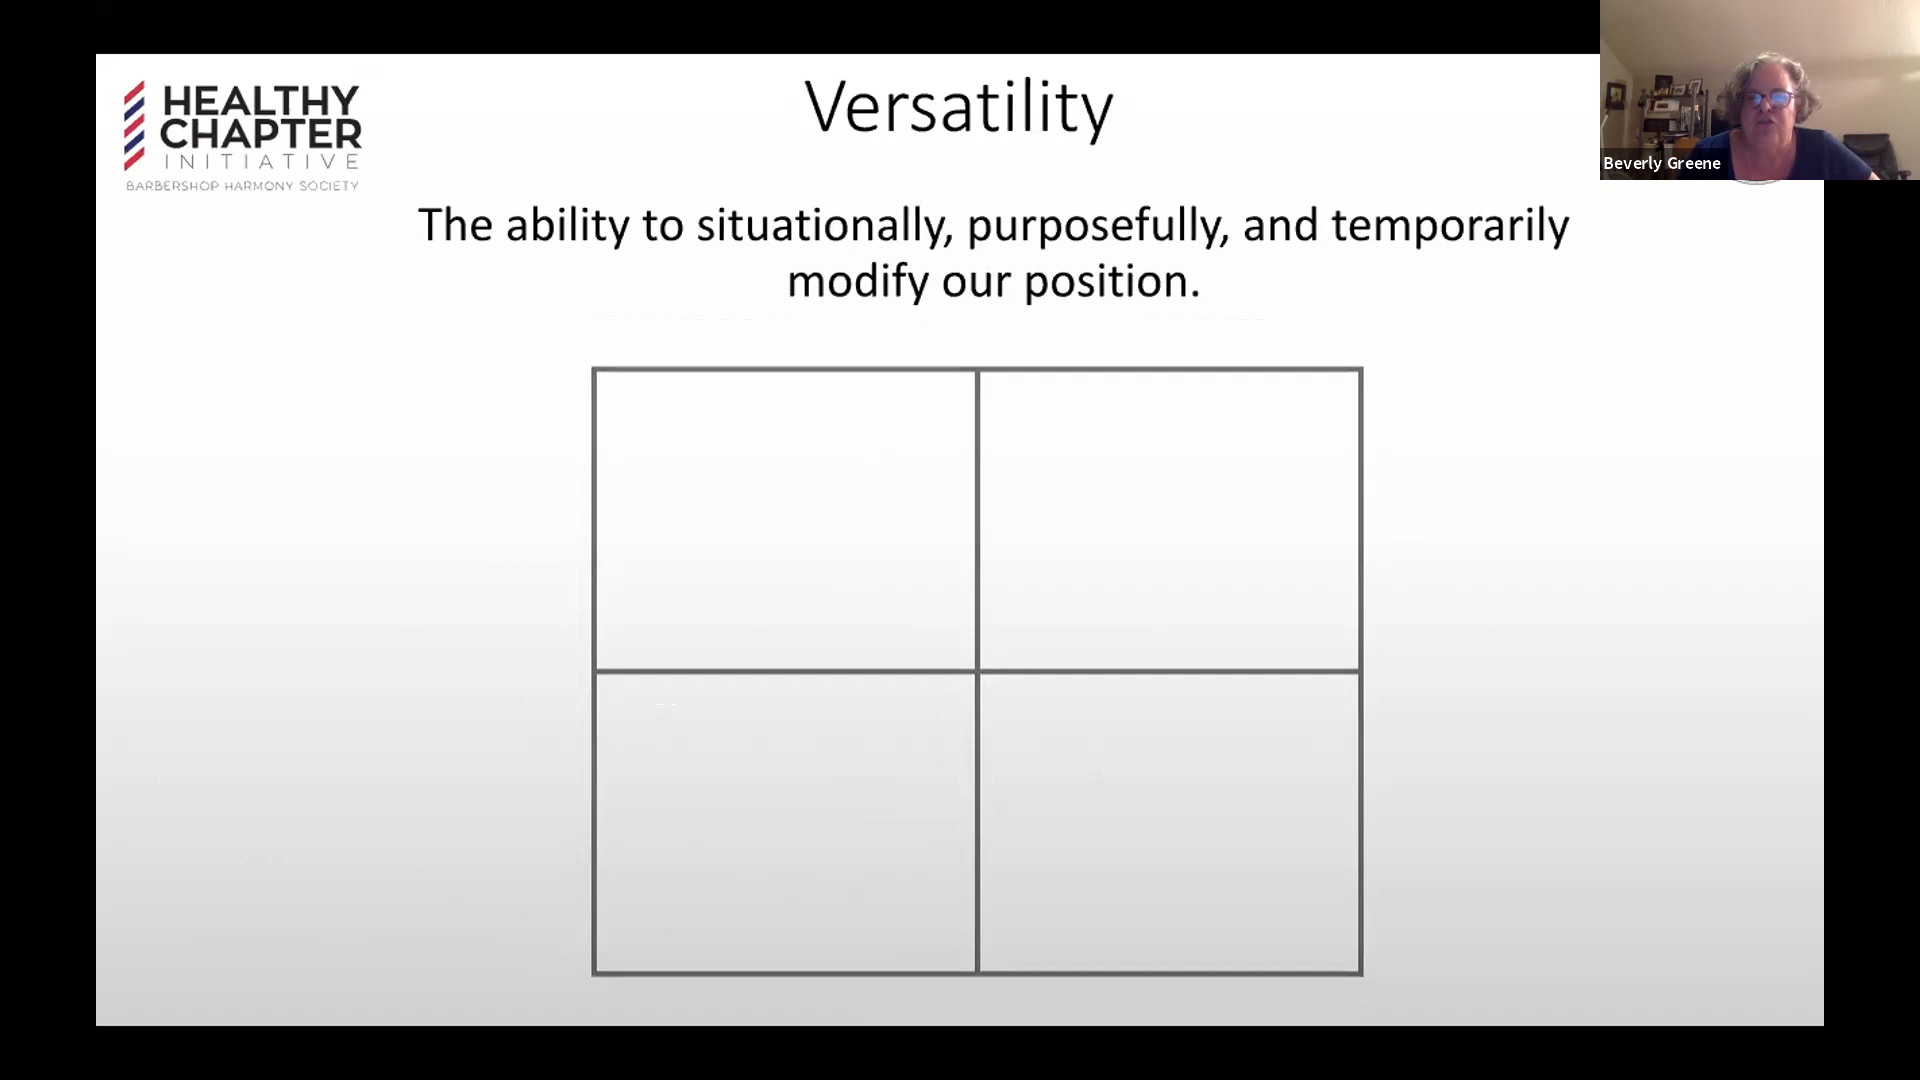 HEALTHY
CHAPTER
INITIATIVE
BARBERSHOP HARMONY SOCIETY
Versatility
Beverly Greene
The ability to situationally, purposefully, and temporarily
modify our position.